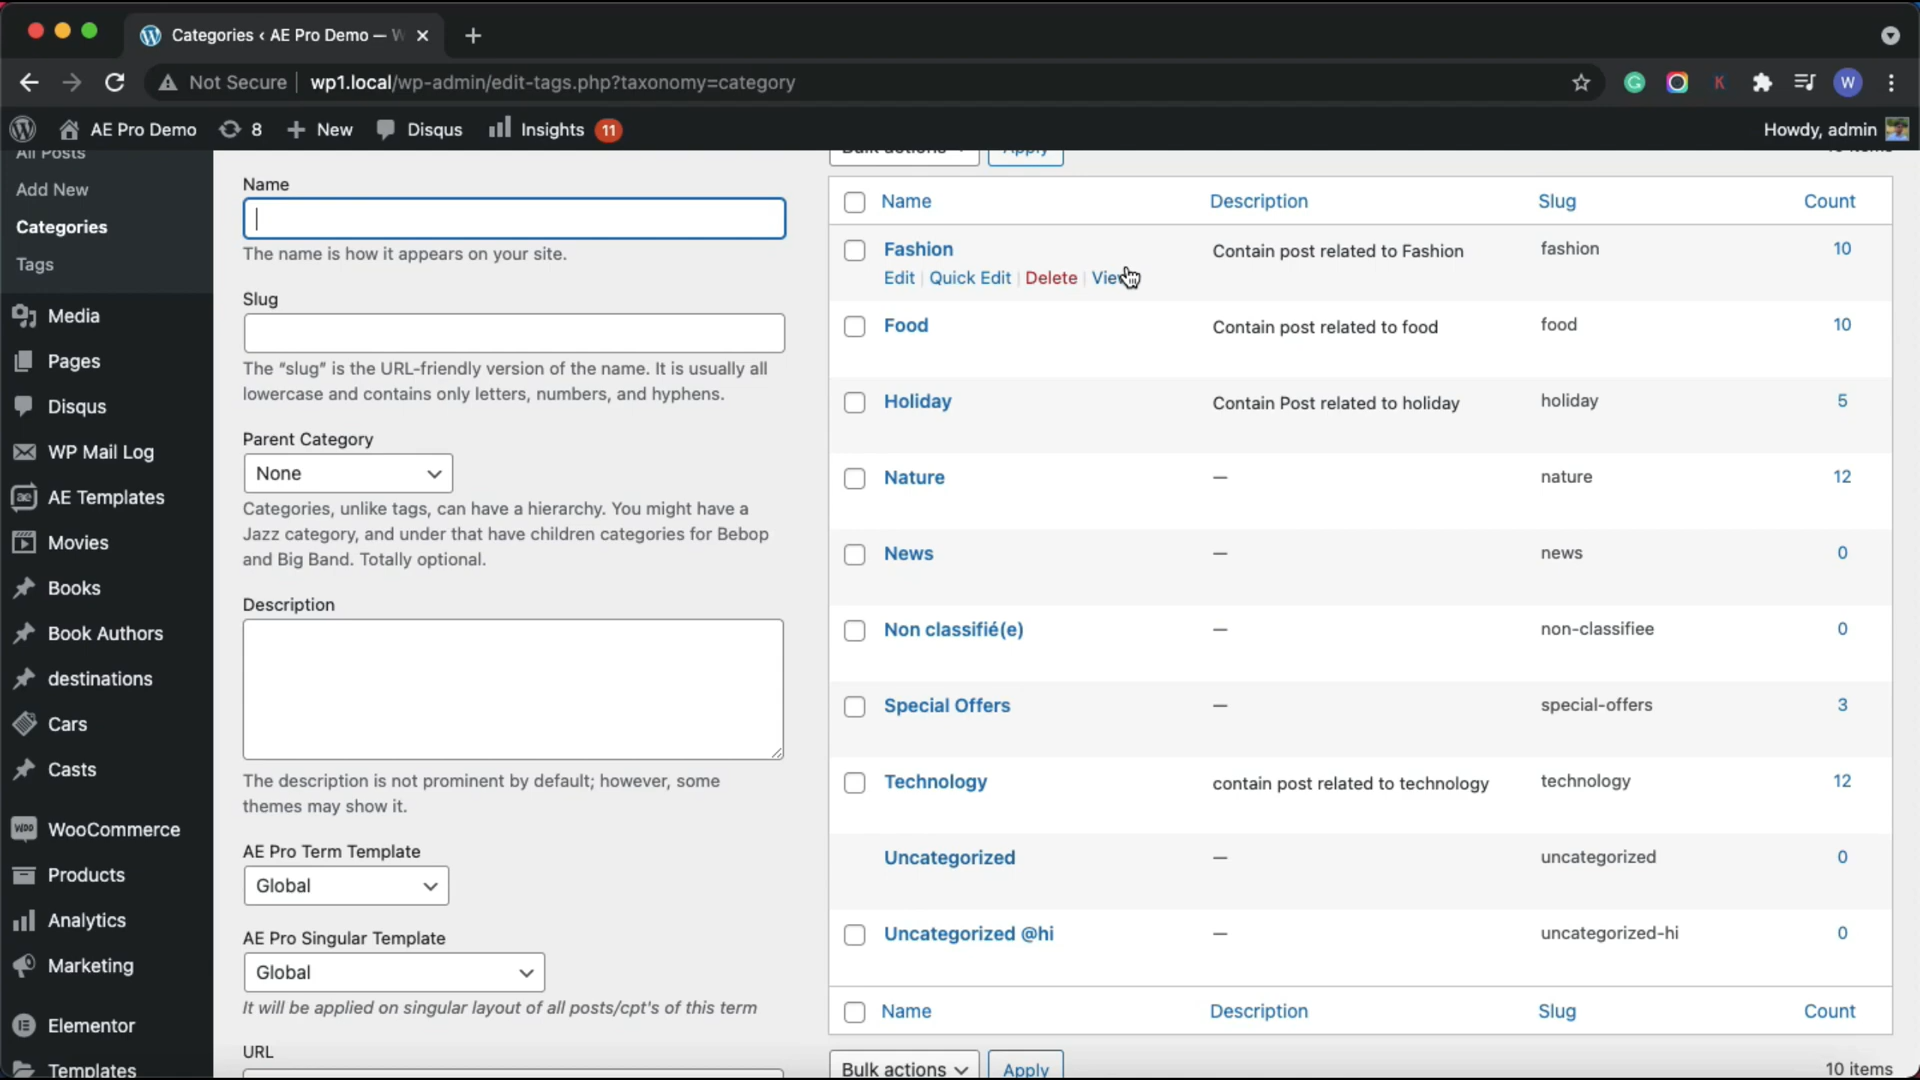 Categories ‹ AE Pro Demo — W
Not Secure wp1.local/wp-admin/edit-tags.php?taxonomy=category
K
W
AE Pro Demo 8 New Disqus Insights 11 Howdy, admin
All Posts
Add New
Categories
Tags
Media
Pages
Disqus
WP Mail Log
AE Templates
Movies
Books
Book Authors
destinations
Cars
Casts
WooCommerce
Products
Analytics
Marketing
Elementor
Templates
Name
The name is how it appears on your site.
Slug
The “slug” is the URL-friendly version of the name. It is usually all
lowercase and contains only letters, numbers, and hyphens.
Parent Category
None
Categories, unlike tags, can have a hierarchy. You might have a
Jazz category, and under that have children categories for Bebop
and Big Band. Totally optional.
Description
The description is not prominent by default; however, some
themes may show it.
AE Pro Term Template
Global
AE Pro Singular Template
Global
It will be applied on singular layout of all posts/cpt's of this term
URL
Bulk actions Apply 10 items
Name Description Slug Count
Fashion Contain post related to Fashion fashion 10
Edit | Quick Edit | Delete | View
Food Contain post related to food food 10
Holiday Contain Post related to holiday holiday 5
Nature — nature 12
News — news 0
Non classifié(e) — non-classifiee 0
Special Offers — special-offers 3
Technology contain post related to technology technology 12
Uncategorized — uncategorized 0
Uncategorized @hi — uncategorized-hi 0
Name Description Slug Count
Bulk actions Apply 10 items